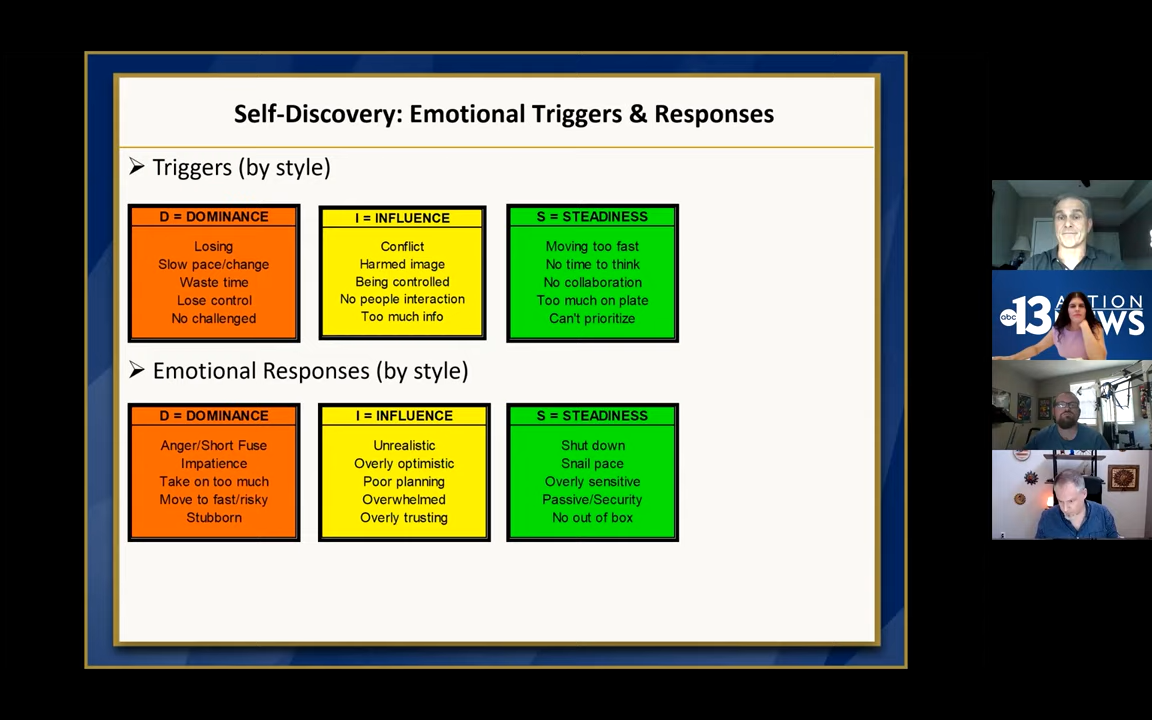 Self-Discovery: Emotional Triggers & Responses
Triggers (by style)
D = DOMINANCE
Losing
Slow pace/change
Waste time
Lose control
No challenged
I = INFLUENCE
Conflict
Harmed image
Being controlled
No people interaction
Too much info
S = STEADINESS
Moving too fast
No time to think
No collaboration
Too much on plate
Can't prioritize
Emotional Responses (by style)
D = DOMINANCE
Anger/Short Fuse
Impatience
Take on too much
Move to fast/risky
Stubborn
I = INFLUENCE
Unrealistic
Overly optimistic
Poor planning
Overwhelmed
Overly trusting
S = STEADINESS
Shut down
Snail pace
Overly sensitive
Passive/Security
No out of box
abc 13